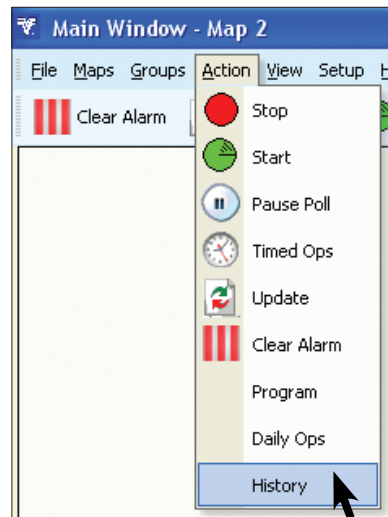 Main Window - Map 2
File Maps Groups Action View Setup
Clear Alarm
Stop
Start
Pause Poll
Timed Ops
Update
Clear Alarm
Program
Daily Ops
History